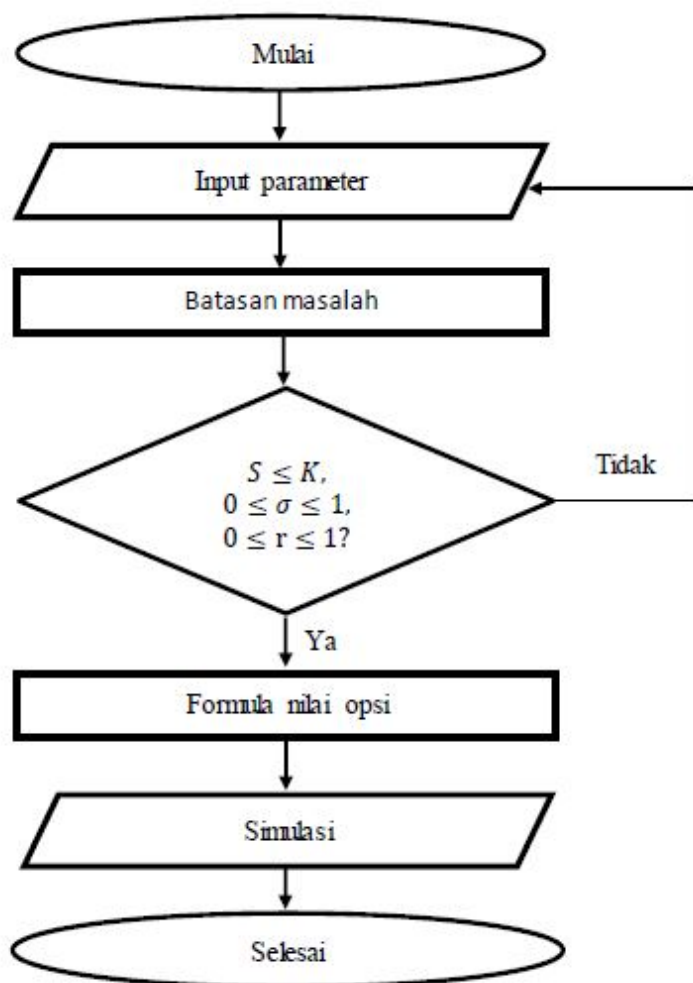 Mulai
Input parameter
Batasan masalah
S ≤ K,
0 ≤ σ ≤ 1,
0 ≤ r ≤ 1?
Tidak
Ya
Formula nilai opsi
Simulasi
Selesai